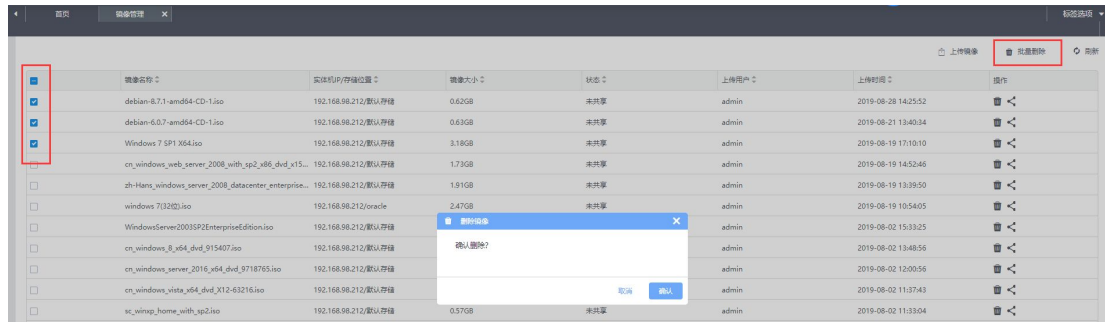 首页 镜像管理 × 标签选项
上传镜像 批量删除 刷新
镜像名称 实体机IP/存储位置 镜像大小 状态 上传用户 上传时间 操作
debian-8.7.1-amd64-CD-1.iso 192.168.98.212/默认存储 0.62GB 未共享 admin 2019-08-28 14:25:52
debian-6.0.7-amd64-CD-1.iso 192.168.98.212/默认存储 0.63GB 未共享 admin 2019-08-21 13:40:34
Windows 7 SP1 X64.iso 192.168.98.212/默认存储 3.18GB 未共享 admin 2019-08-19 17:10:10
cn_windows_web_server_2008_with_sp2_x86_dvd_x15... 192.168.98.212/默认存储 1.73GB 未共享 admin 2019-08-19 14:52:46
zh-Hans_windows_server_2008_datacenter_enterprise... 192.168.98.212/默认存储 1.91GB 未共享 admin 2019-08-19 13:39:50
windows 7(32位).iso 192.168.98.212/oracle 2.47GB 未共享 admin 2019-08-19 10:54:05
WindowsServer2003SP2EnterpriseEdition.iso 192.168.98.212/默认存储 admin 2019-08-02 15:33:25
删除镜像 ×
cn_windows_8_x64_dvd_915407.iso 192.168.98.212/默认存储 admin 2019-08-02 13:48:56
确认删除?
cn_windows_server_2016_x64_dvd_9718765.iso 192.168.98.212/默认存储 admin 2019-08-02 12:00:56
cn_windows_vista_x64_dvd_X12-63216.iso 192.168.98.212/默认存储 admin 2019-08-02 11:37:43
取消 确认
sc_winxp_home_with_sp2.iso 192.168.98.212/默认存储 0.57GB 未共享 admin 2019-08-02 11:33:04